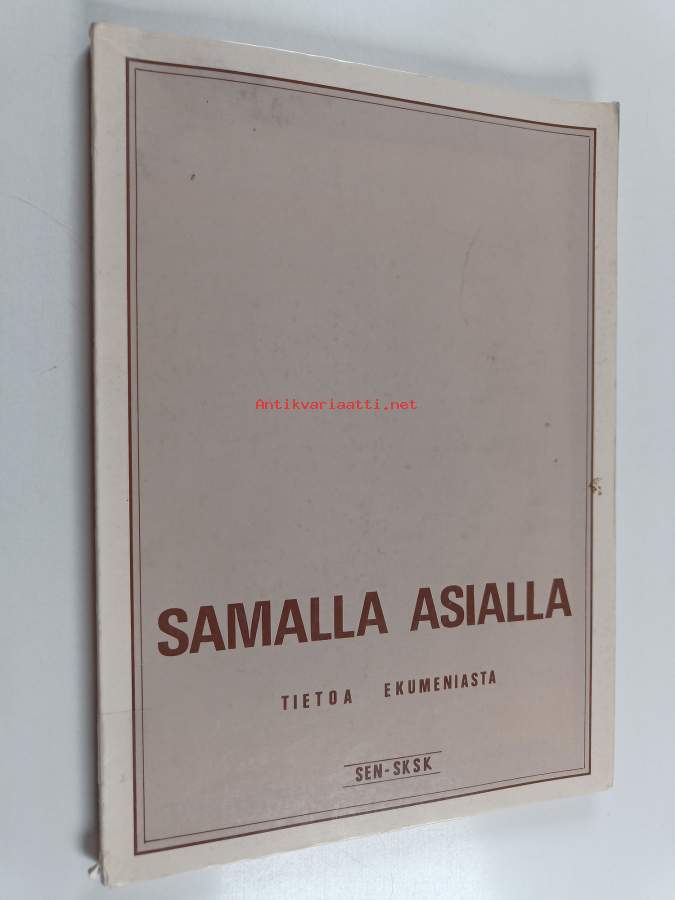 Antikvariaatti.net
SAMALLA ASIALLA
TIETOA EKUMENIASTA
SEN-SKSK